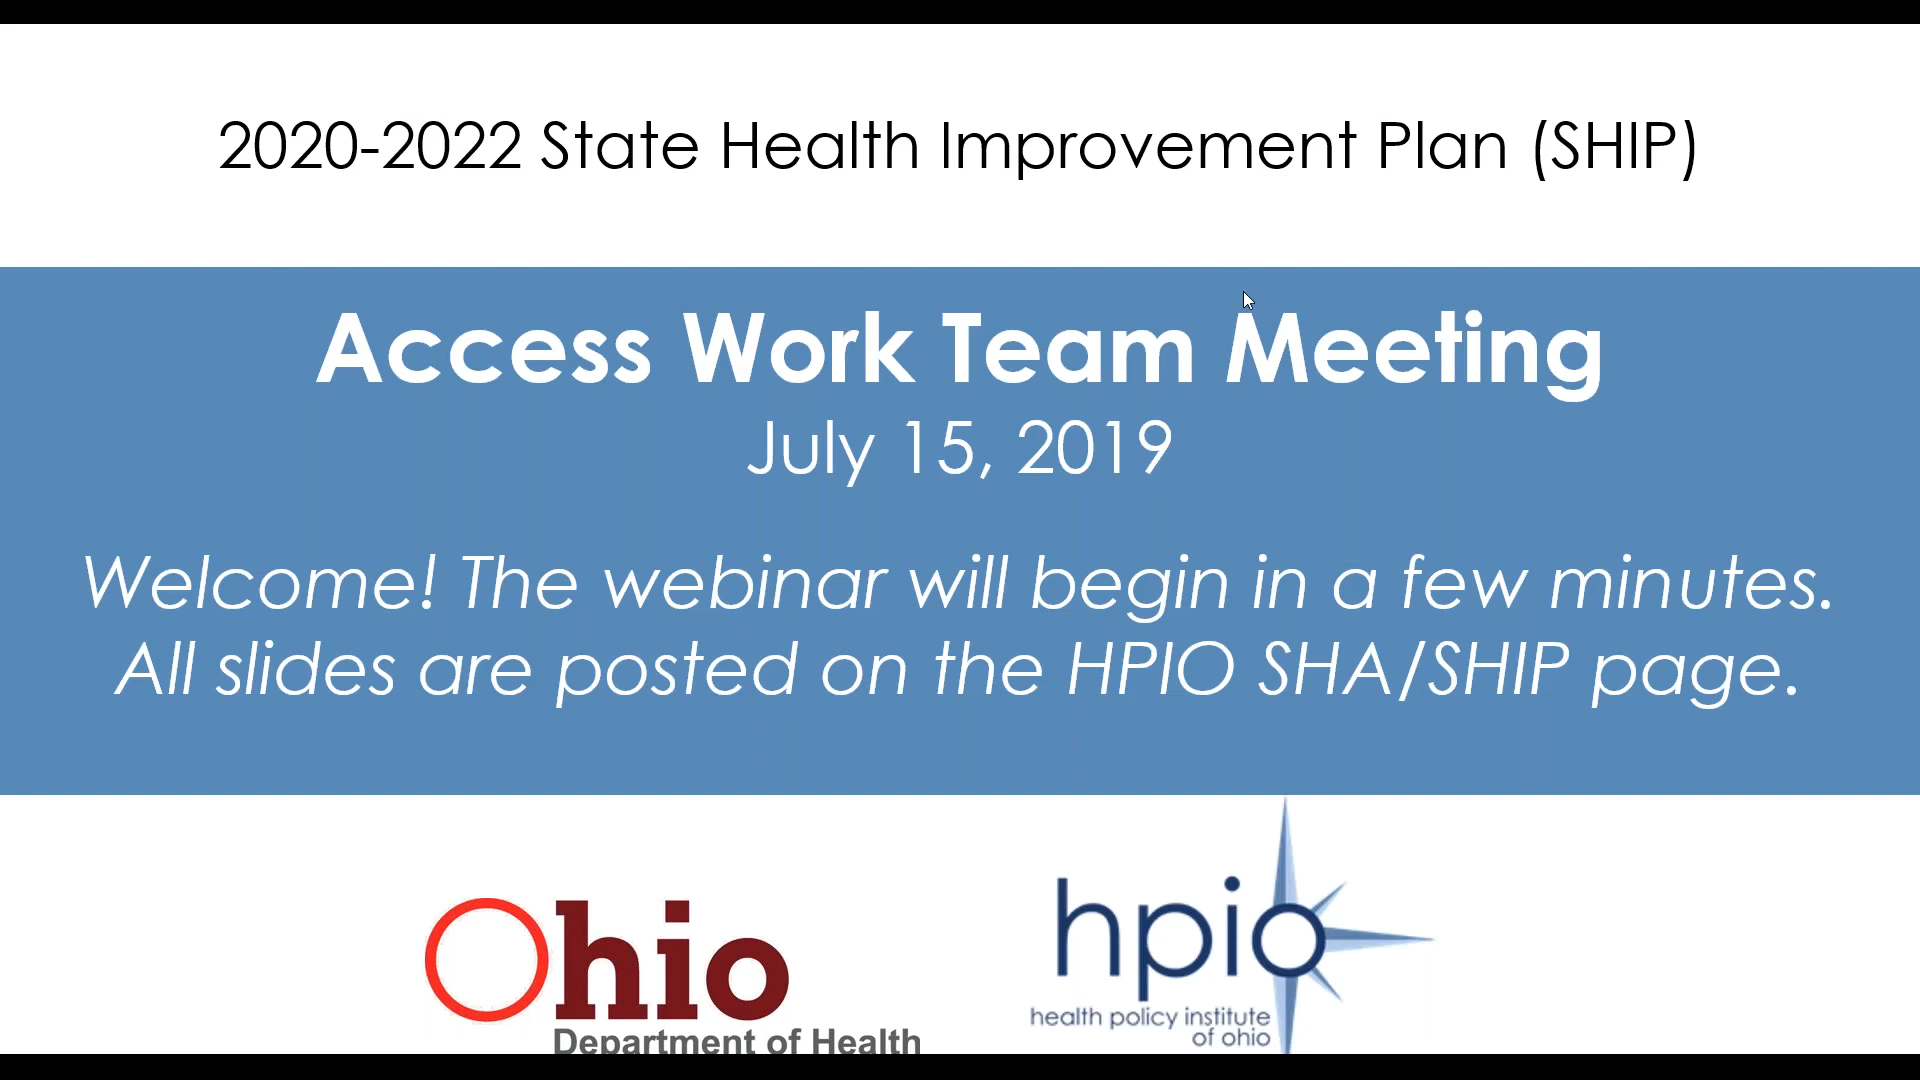 2020-2022 State Health Improvement Plan (SHIP)
Access Work Team Meeting
July 15, 2019
Welcome! The webinar will begin in a few minutes.
All slides are posted on the HPIO SHA/SHIP page.
Ohio
Department of Health
hpio
health policy institute
of ohio